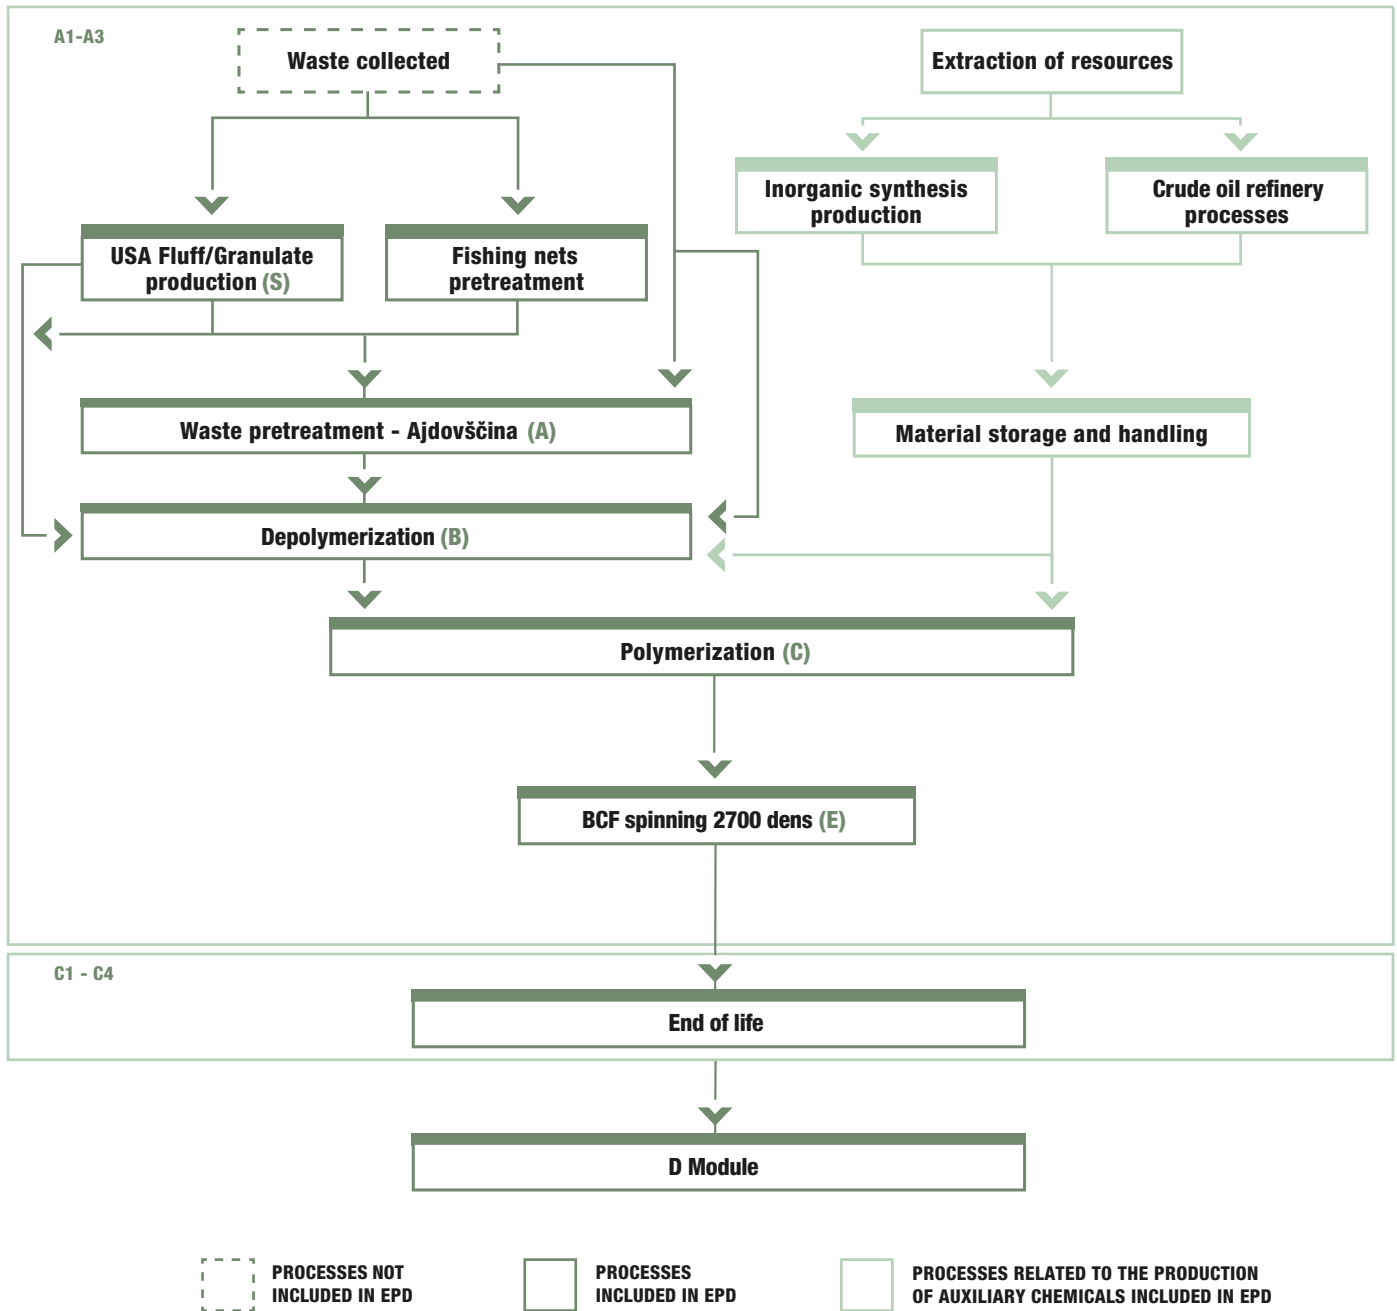 A1-A3
Waste collected
Extraction of resources
Inorganic synthesis
production
Crude oil refinery
processes
USA Fluff/Granulate
production (S)
Fishing nets
pretreatment
Waste pretreatment - Ajdovščina (A)
Material storage and handling
Depolymerization (B)
Polymerization (C)
BCF spinning 2700 dens (E)
C1 - C4
End of life
D Module
PROCESSES NOT
INCLUDED IN EPD
PROCESSES
INCLUDED IN EPD
PROCESSES RELATED TO THE PRODUCTION
OF AUXILIARY CHEMICALS INCLUDED IN EPD